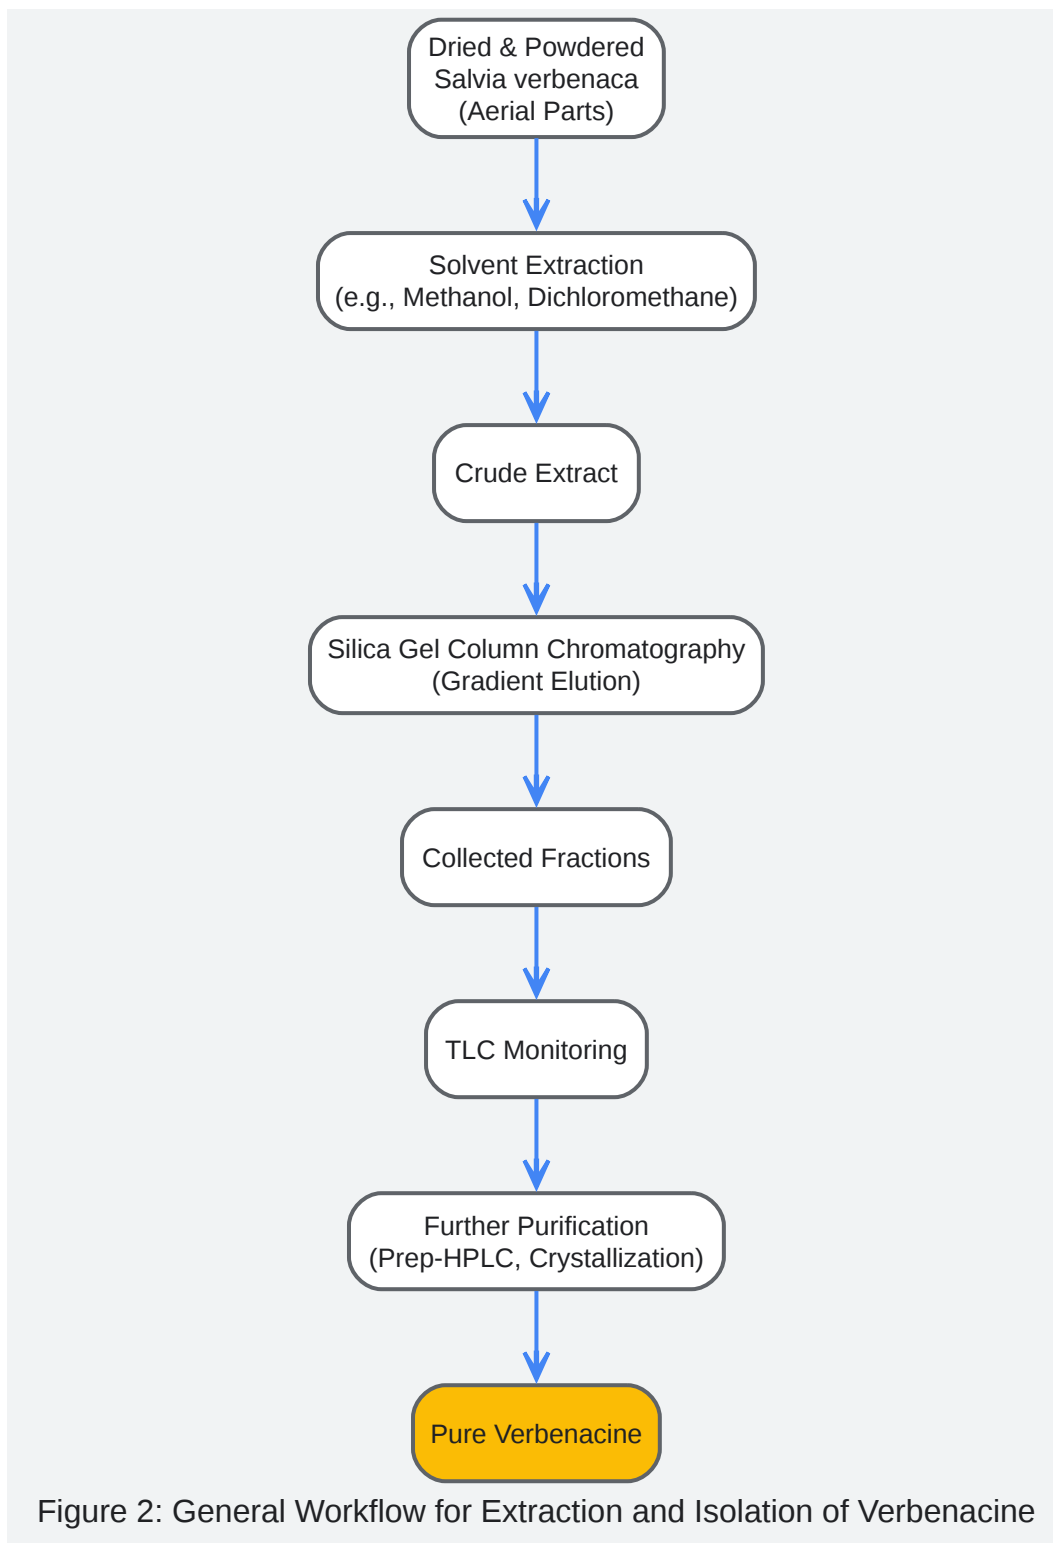 Dried & Powdered
Salvia verbenaca
(Aerial Parts)
Solvent Extraction
(e.g., Methanol, Dichloromethane)
Crude Extract
Silica Gel Column Chromatography
(Gradient Elution)
Collected Fractions
TLC Monitoring
Further Purification
(Prep-HPLC, Crystallization)
Pure Verbenacine
Figure 2: General Workflow for Extraction and Isolation of Verbenacine